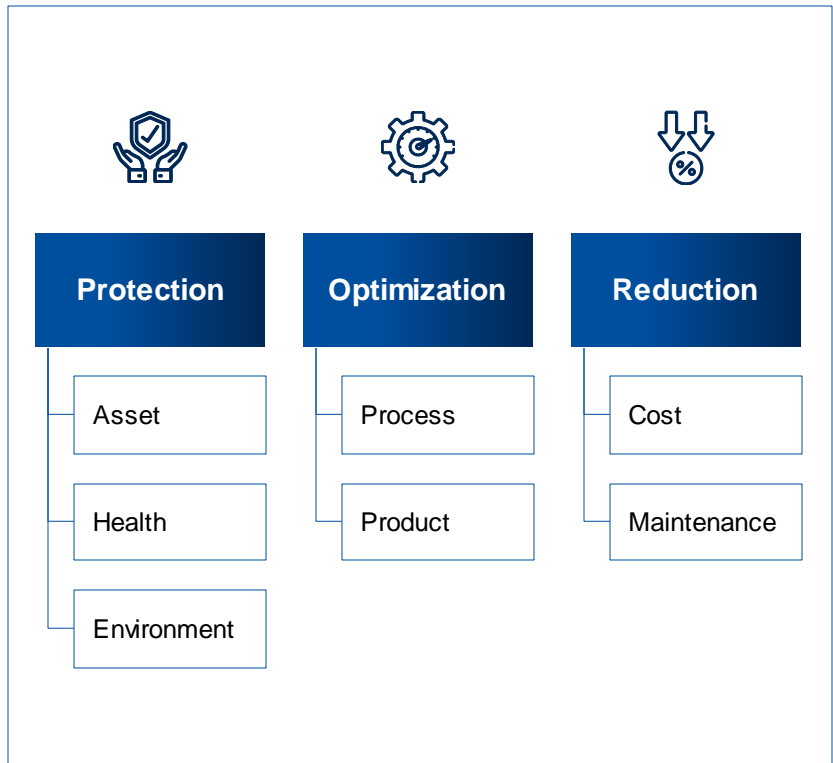 Protection
Asset
Health
Environment
Optimization
Process
Product
%
Reduction
Cost
Maintenance